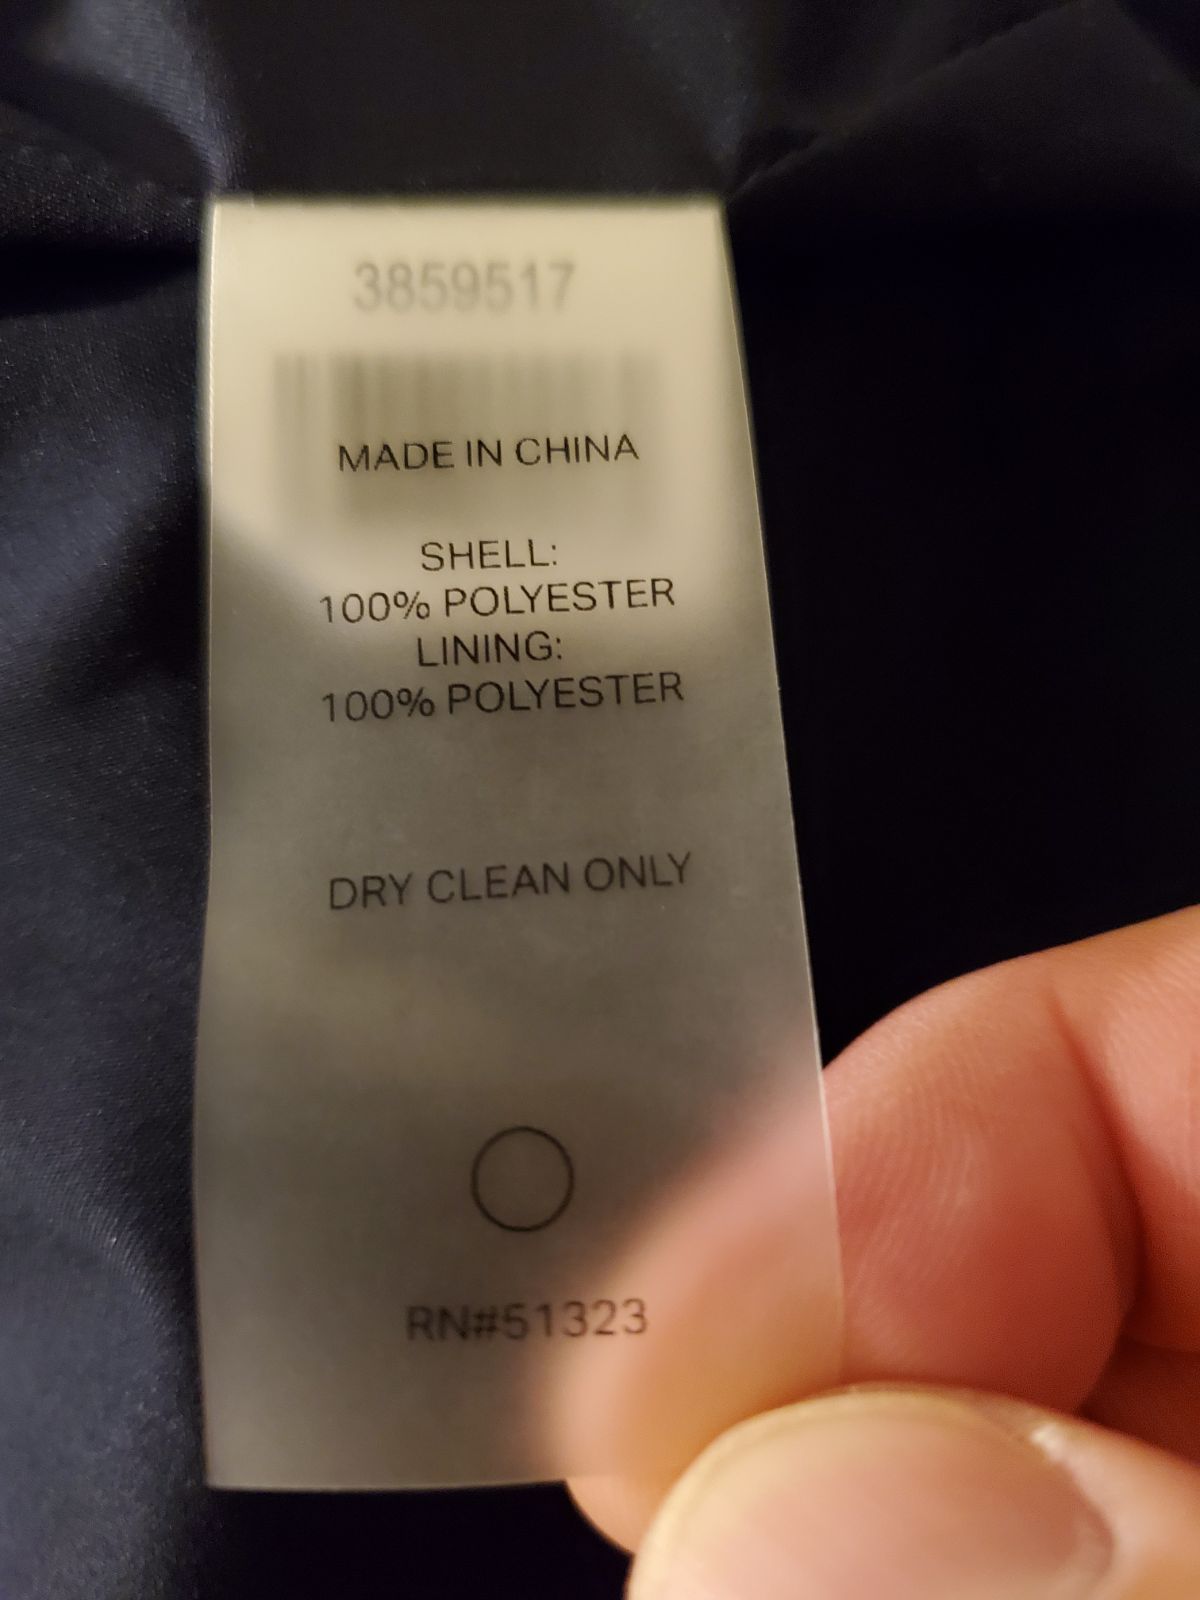 3859517
MADE IN CHINA
SHELL:
100% POLYESTER
LINING:
100% POLYESTER
DRY CLEAN ONLY
RN#51323